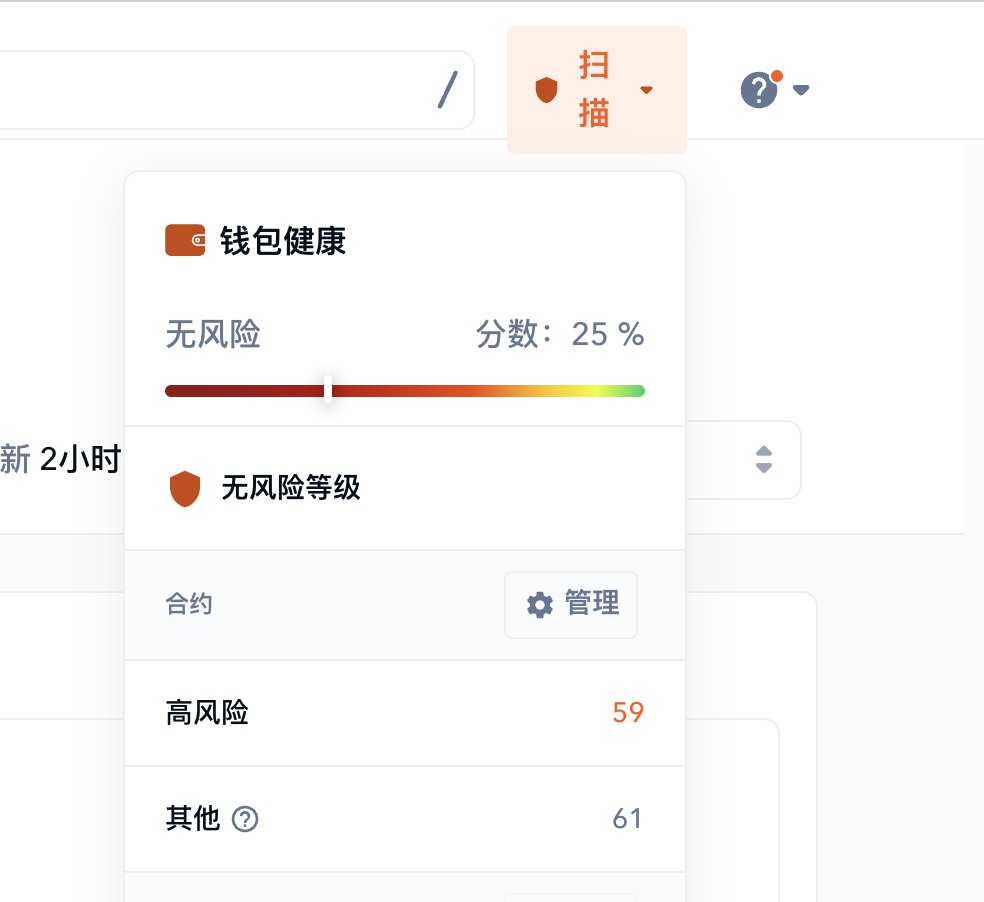 /
扫
描
?
钱包健康
无风险 分数：25 %
新 2小时
无风险等级
合约 管理
高风险 59
其他 ? 61